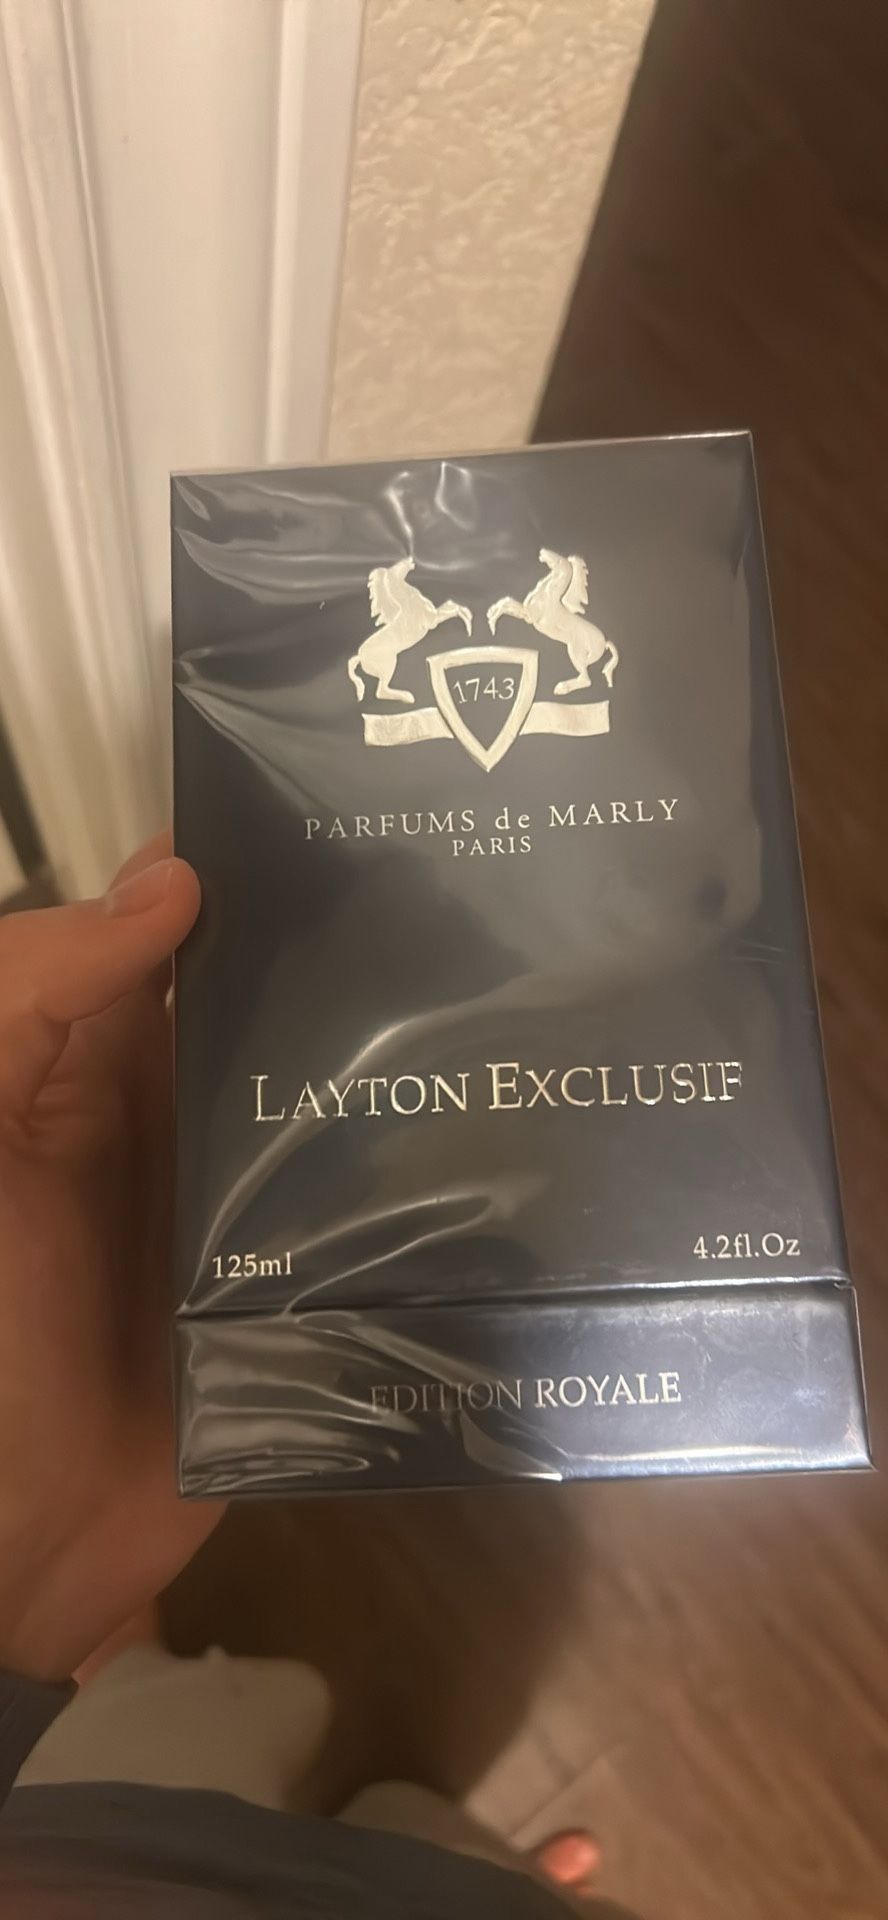 1743
PARFUMS de MARLY
PARIS
LAYTON EXCLUSIF
125ml 4.2fl.Oz
EDITION ROYALE